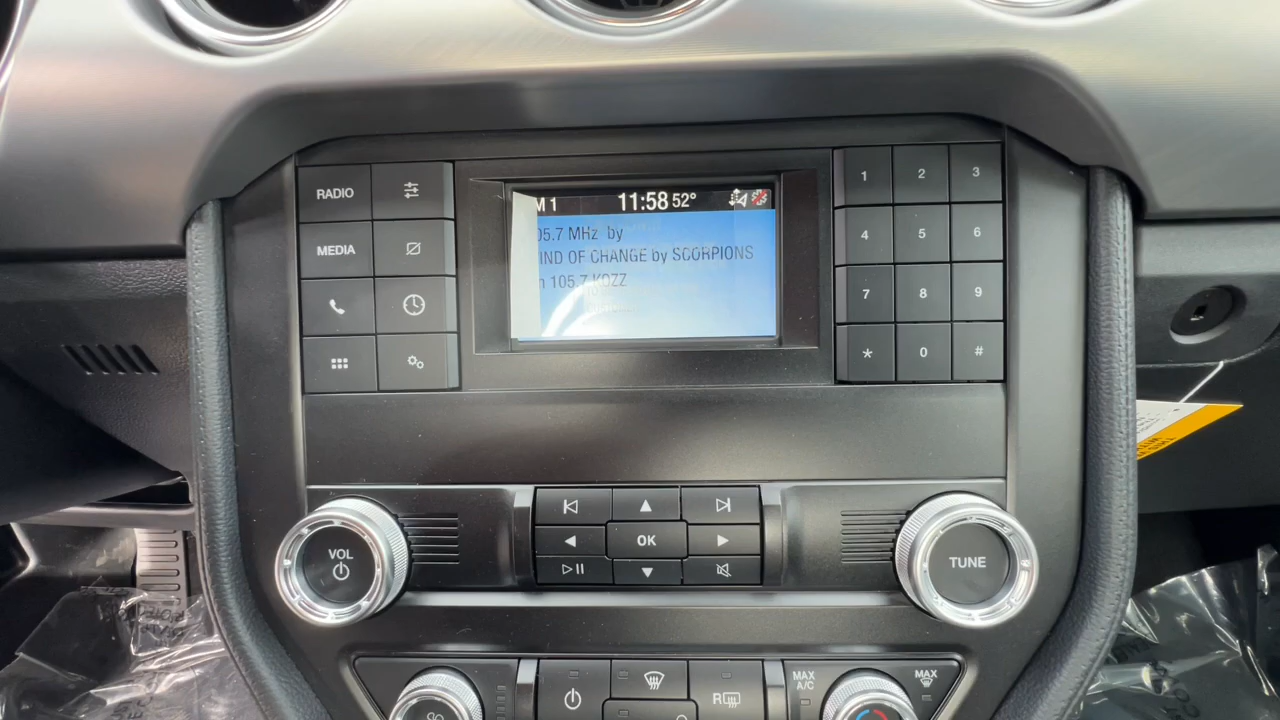 RADIO
MEDIA
M 1 11:58 52°
05.7 MHz by
IND OF CHANGE by SCORPIONS
n 105.7 KDZZ
1 2 3
4 5 6
7 8 9
* 0 #
VOL
OK
TUNE
R
MAX A/C
MAX